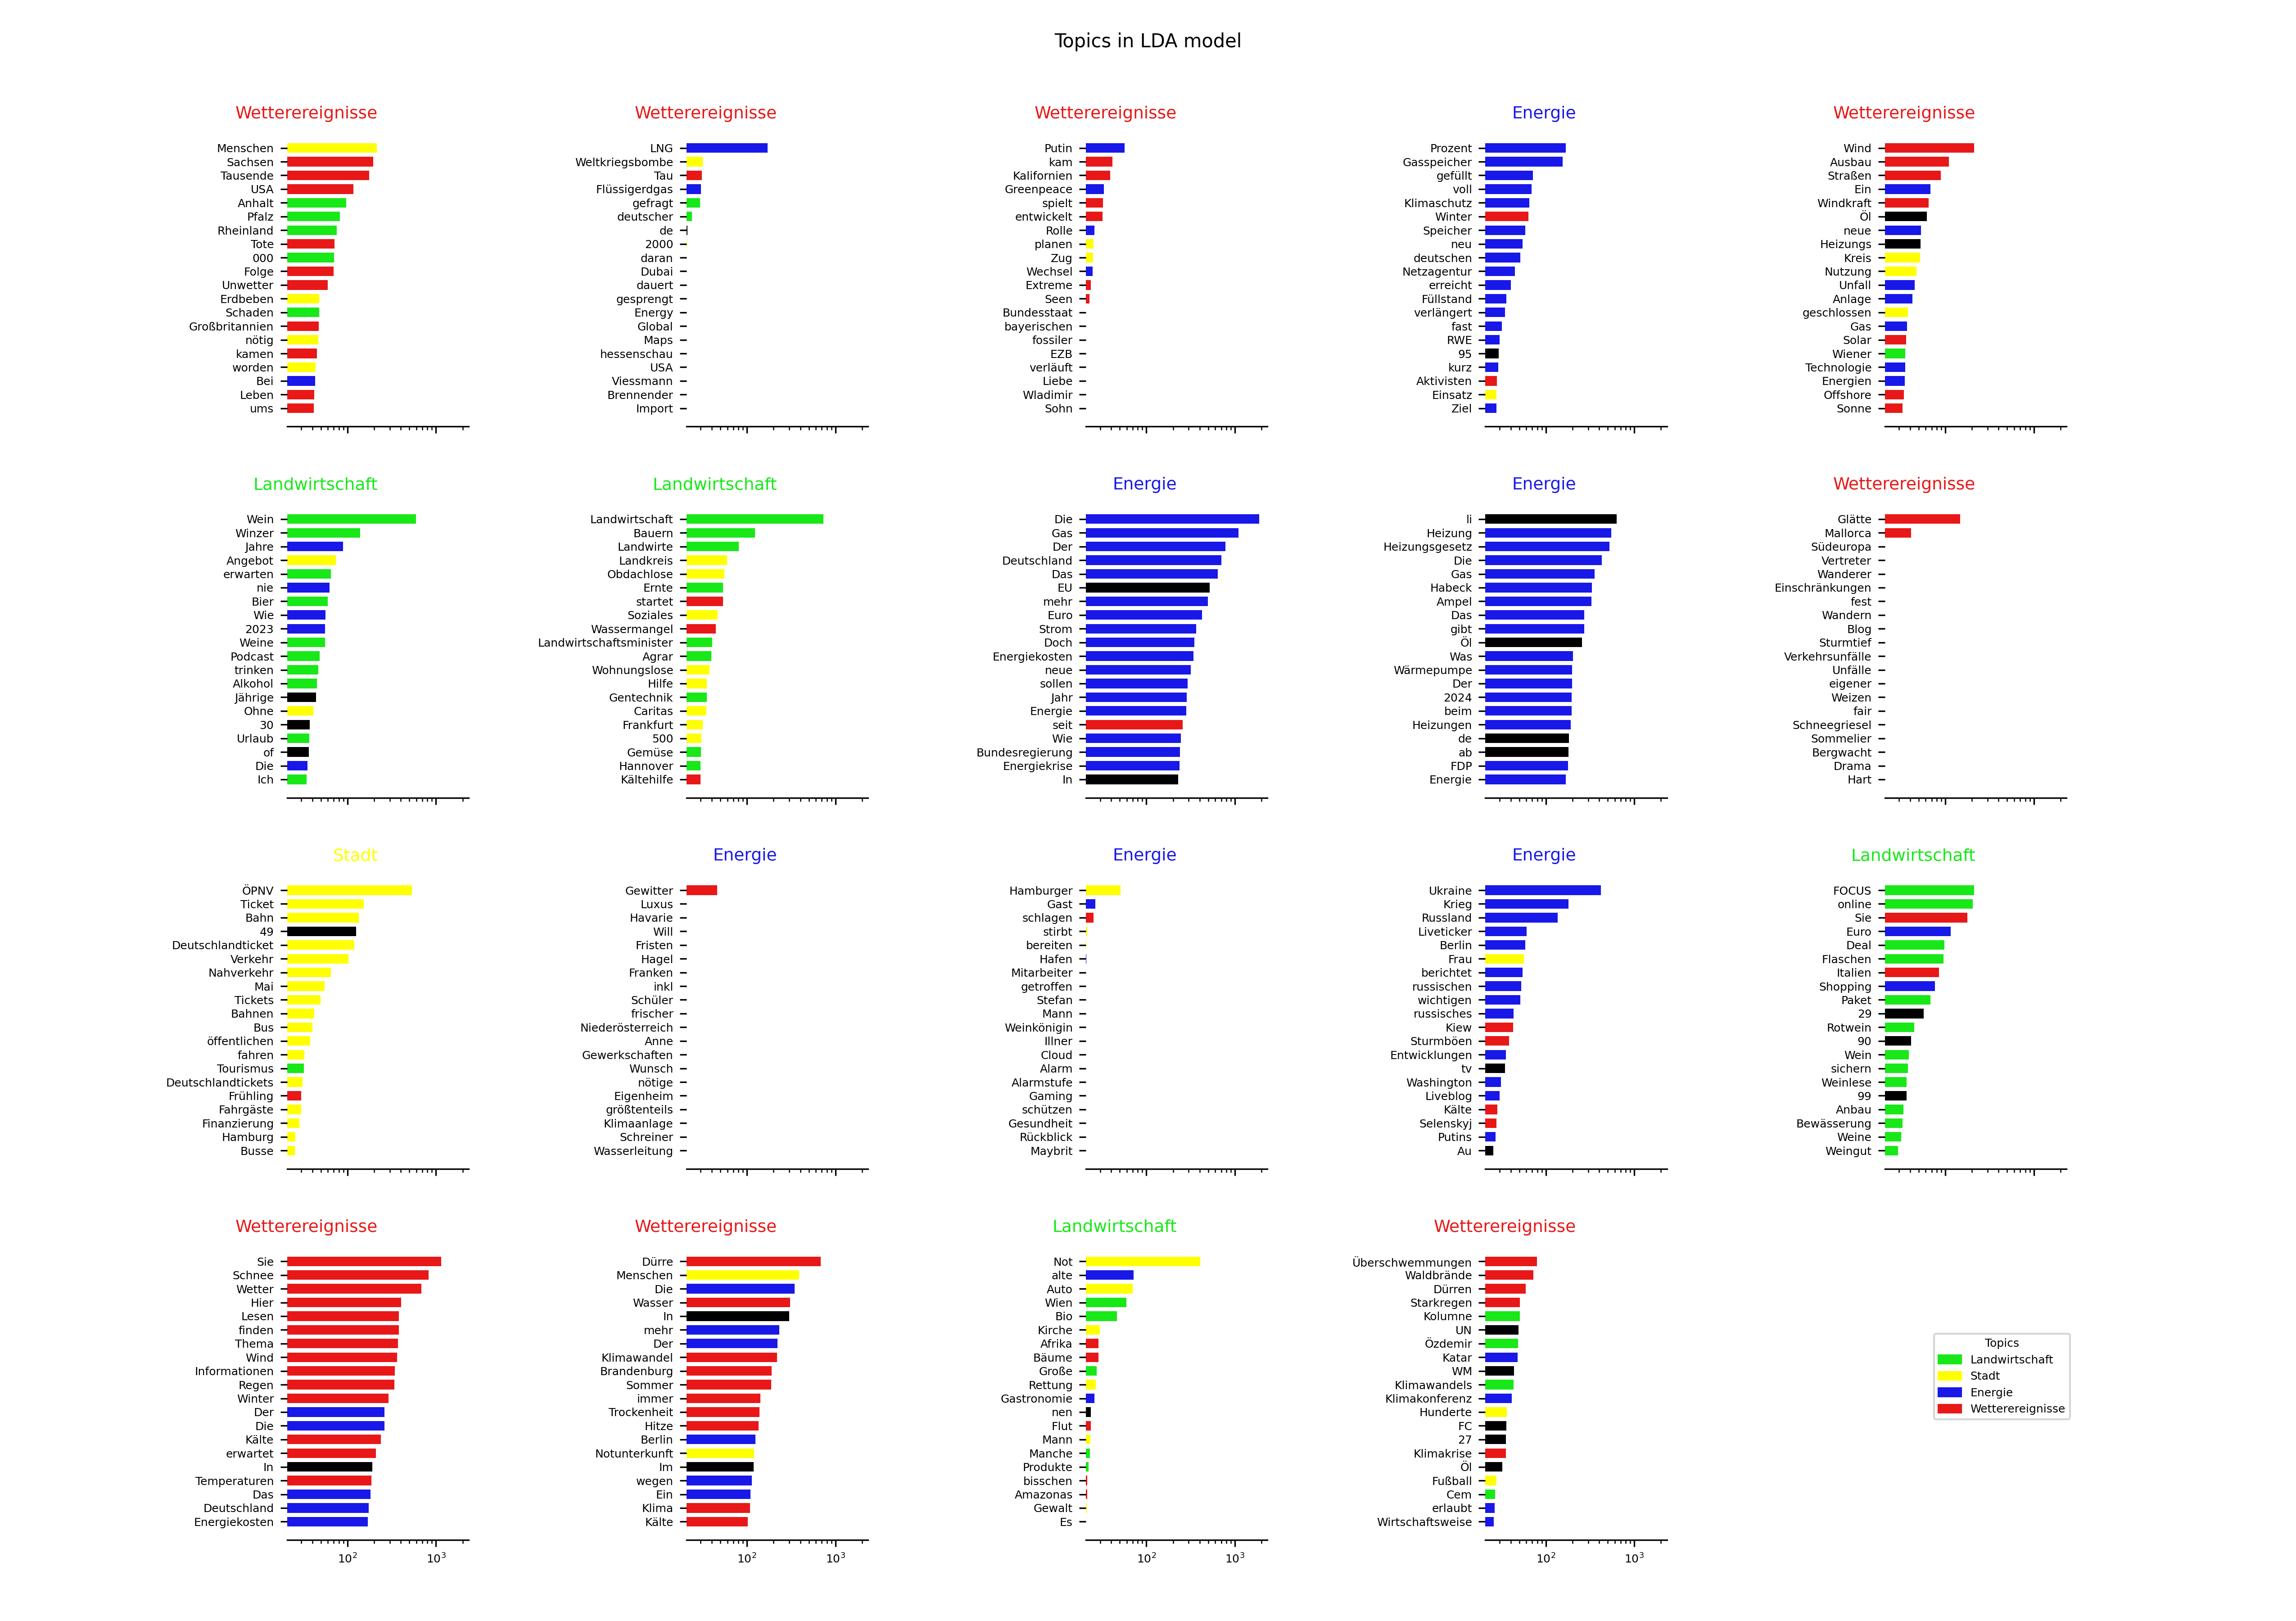 Topics in LDA model
Wetterereignisse
Menschen
Sachsen
Tausende
USA
Anhalt
Pfalz
Rheinland
Tote
000
Folge
Unwetter
Erdbeben
Schaden
Großbritannien
nötig
kamen
worden
Bei
Leben
ums
Wetterereignisse
LNG
Weltkriegsbombe
Tau
Flüssigerdgas
gefragt
deutscher
de
2000
daran
Dubai
dauert
gesprengt
Energy
Global
Maps
hessenschau
USA
Viessmann
Brennender
Import
Wetterereignisse
Putin
kam
Kalifornien
Greenpeace
spielt
entwickelt
Rolle
planen
Zug
Wechsel
Extreme
Seen
Bundesstaat
bayerischen
fossiler
EZB
verläuft
Liebe
Wladimir
Sohn
Energie
Prozent
Gasspeicher
gefüllt
voll
Klimaschutz
Winter
Speicher
neu
deutschen
Netzagentur
erreicht
Füllstand
verlängert
fast
RWE
95
kurz
Aktivisten
Einsatz
Ziel
Wetterereignisse
Wind
Ausbau
Straßen
Ein
Windkraft
Öl
neue
Heizungs
Kreis
Nutzung
Unfall
Anlage
geschlossen
Gas
Solar
Wiener
Technologie
Energien
Offshore
Sonne
Landwirtschaft
Wein
Winzer
Jahre
Angebot
erwarten
nie
Bier
Wie
2023
Weine
Podcast
trinken
Alkohol
Jährige
Ohne
30
Urlaub
of
Die
Ich
Landwirtschaft
Landwirtschaft
Bauern
Landwirte
Landkreis
Obdachlose
Ernte
startet
Soziales
Wassermangel
Landwirtschaftsminister
Agrar
Wohnungslose
Hilfe
Gentechnik
Caritas
Frankfurt
500
Gemüse
Hannover
Kältehilfe
Energie
Die
Gas
Der
Deutschland
Das
EU
mehr
Euro
Strom
Doch
Energiekosten
neue
sollen
Jahr
Energie
seit
Wie
Bundesregierung
Energiekrise
In
Energie
li
Heizung
Heizungsgesetz
Die
Gas
Habeck
Ampel
Das
gibt
Öl
Was
Wärmepumpe
Der
2024
beim
Heizungen
de
ab
FDP
Energie
Wetterereignisse
Glätte
Mallorca
Südeuropa
Vertreter
Wanderer
Einschränkungen
fest
Wandern
Blog
Sturmtief
Verkehrsunfälle
Unfälle
eigener
Weizen
fair
Schneegriesel
Sommelier
Bergwacht
Drama
Hart
Stadt
ÖPNV
Ticket
Bahn
49
Deutschlandticket
Verkehr
Nahverkehr
Mai
Tickets
Bahnen
Bus
öffentlichen
fahren
Tourismus
Deutschlandtickets
Frühling
Fahrgäste
Finanzierung
Hamburg
Busse
Energie
Gewitter
Luxus
Havarie
Will
Fristen
Hagel
Franken
inkl
Schüler
frischer
Niederösterreich
Anne
Gewerkschaften
Wunsch
nötige
Eigenheim
größtenteils
Klimaanlage
Schreiner
Wasserleitung
Energie
Hamburger
Gast
schlagen
stirbt
bereiten
Hafen
Mitarbeiter
getroffen
Stefan
Mann
Weinkönigin
Illner
Cloud
Alarm
Alarmstufe
Gaming
schützen
Gesundheit
Rückblick
Maybrit
Energie
Ukraine
Krieg
Russland
Liveticker
Berlin
Frau
berichtet
russischen
wichtigen
russisches
Kiew
Sturmböen
Entwicklungen
tv
Washington
Liveblog
Kälte
Selenskyj
Putins
Au
Landwirtschaft
FOCUS
online
Sie
Euro
Deal
Flaschen
Italien
Shopping
Paket
29
Rotwein
90
Wein
sichern
Weinlese
99
Anbau
Bewässerung
Weine
Weingut
Wetterereignisse
Sie
Schnee
Wetter
Hier
Lesen
finden
Thema
Wind
Informationen
Regen
Winter
Der
Die
Kälte
erwartet
In
Temperaturen
Das
Deutschland
Energiekosten
10²
10³
Wetterereignisse
Dürre
Menschen
Die
Wasser
In
mehr
Der
Klimawandel
Brandenburg
Sommer
immer
Trockenheit
Hitze
Berlin
Notunterkunft
Im
wegen
Ein
Klima
Kälte
10²
10³
Landwirtschaft
Not
alte
Auto
Wien
Bio
Kirche
Afrika
Bäume
Große
Rettung
Gastronomie
nen
Flut
Mann
Manche
Produkte
bisschen
Amazonas
Gewalt
Es
10²
10³
Wetterereignisse
Überschwemmungen
Waldbrände
Dürren
Starkregen
Kolumne
UN
Özdemir
Katar
WM
Klimawandels
Klimakonferenz
Hunderte
FC
27
Klimakrise
Öl
Fußball
Cem
erlaubt
Wirtschaftsweise
10²
10³
Topics
Landwirtschaft
Stadt
Energie
Wetterereignisse